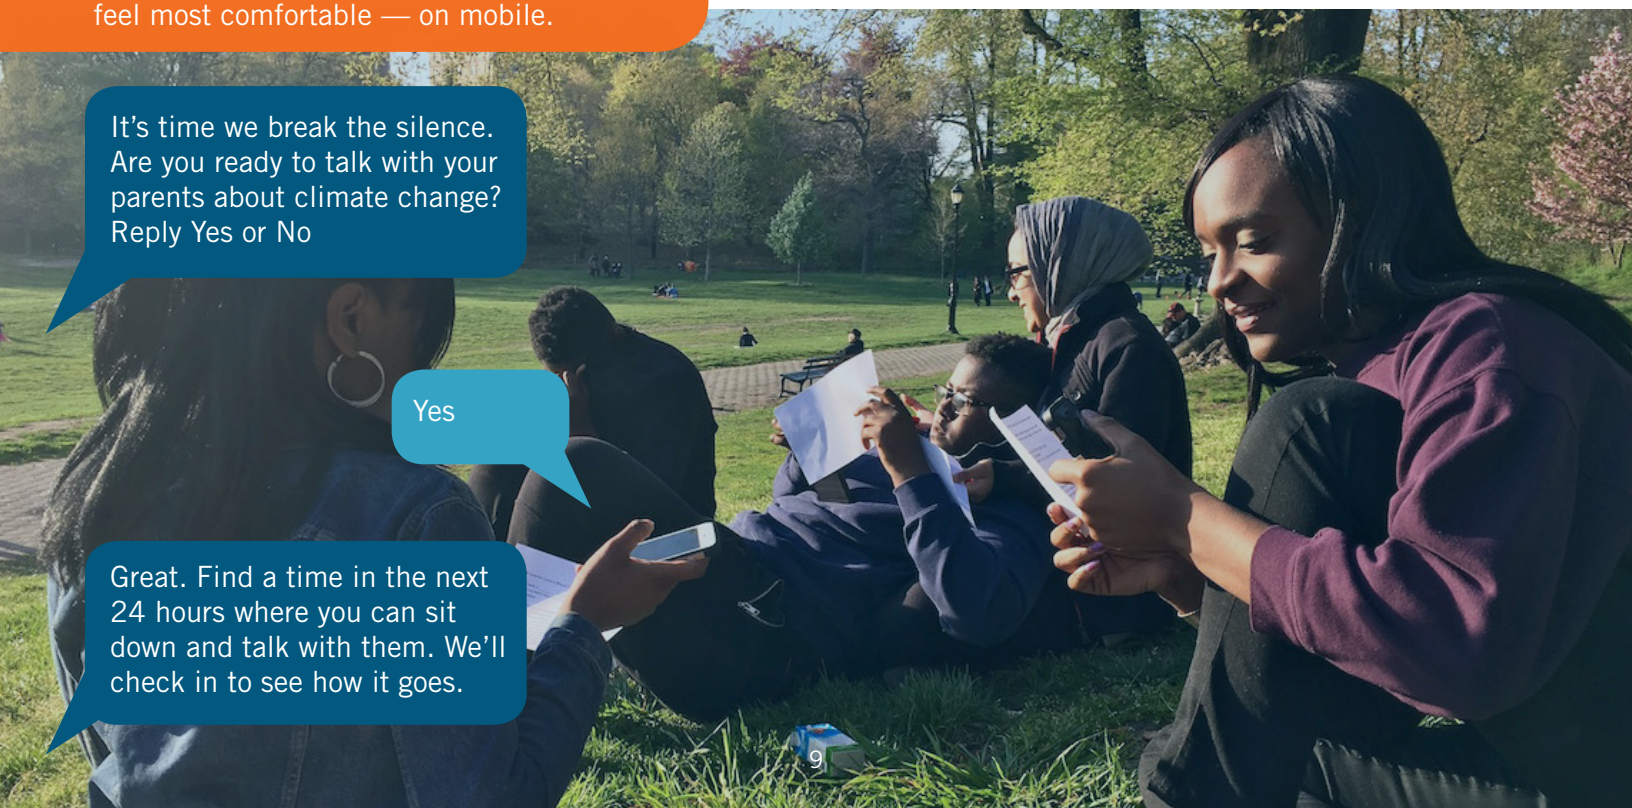 feel most comfortable — on mobile.
It’s time we break the silence.
Are you ready to talk with your
parents about climate change?
Reply Yes or No
Yes
Great. Find a time in the next
24 hours where you can sit
down and talk with them. We’ll
check in to see how it goes.
9